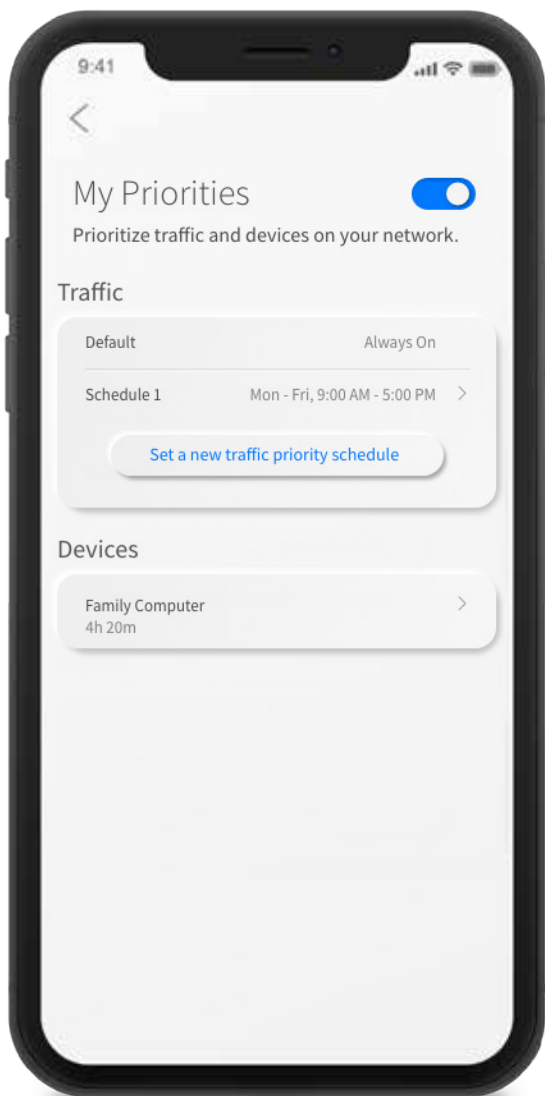 9:41
My Priorities
Prioritize traffic and devices on your network.
Traffic
Default Always On
Schedule 1 Mon - Fri, 9:00 AM - 5:00 PM
Set a new traffic priority schedule
Devices
Family Computer
4h 20m